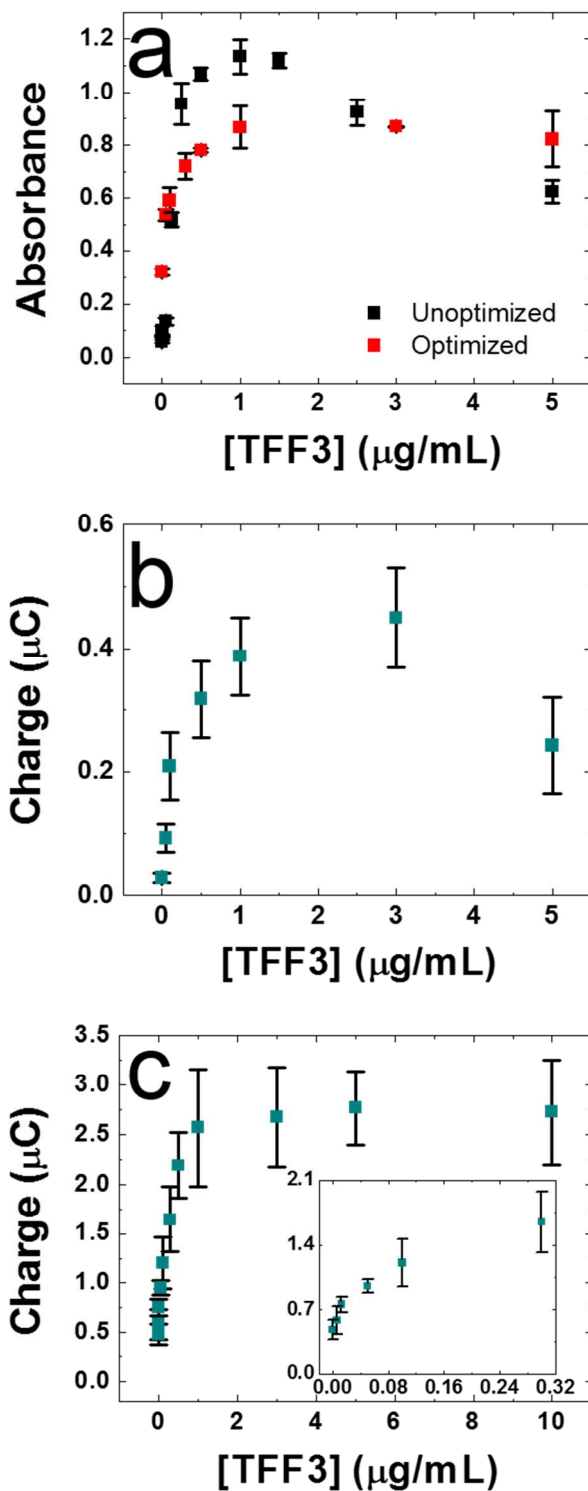 a
1.2
1.0
0.8
0.6
0.4
0.2
0.0
Absorbance
Unoptimized
Optimized
0 1 2 3 4 5
[TFF3] (μg/mL)
b
0.6
0.4
0.2
0.0
Charge (μC)
0 1 2 3 4 5
[TFF3] (μg/mL)
c
3.5
3.0
2.5
2.0
1.5
1.0
0.5
0.0
Charge (μC)
2.1
1.4
0.7
0.0
0.00 0.08 0.16 0.24 0.32
0 2 4 6 8 10
[TFF3] (μg/mL)